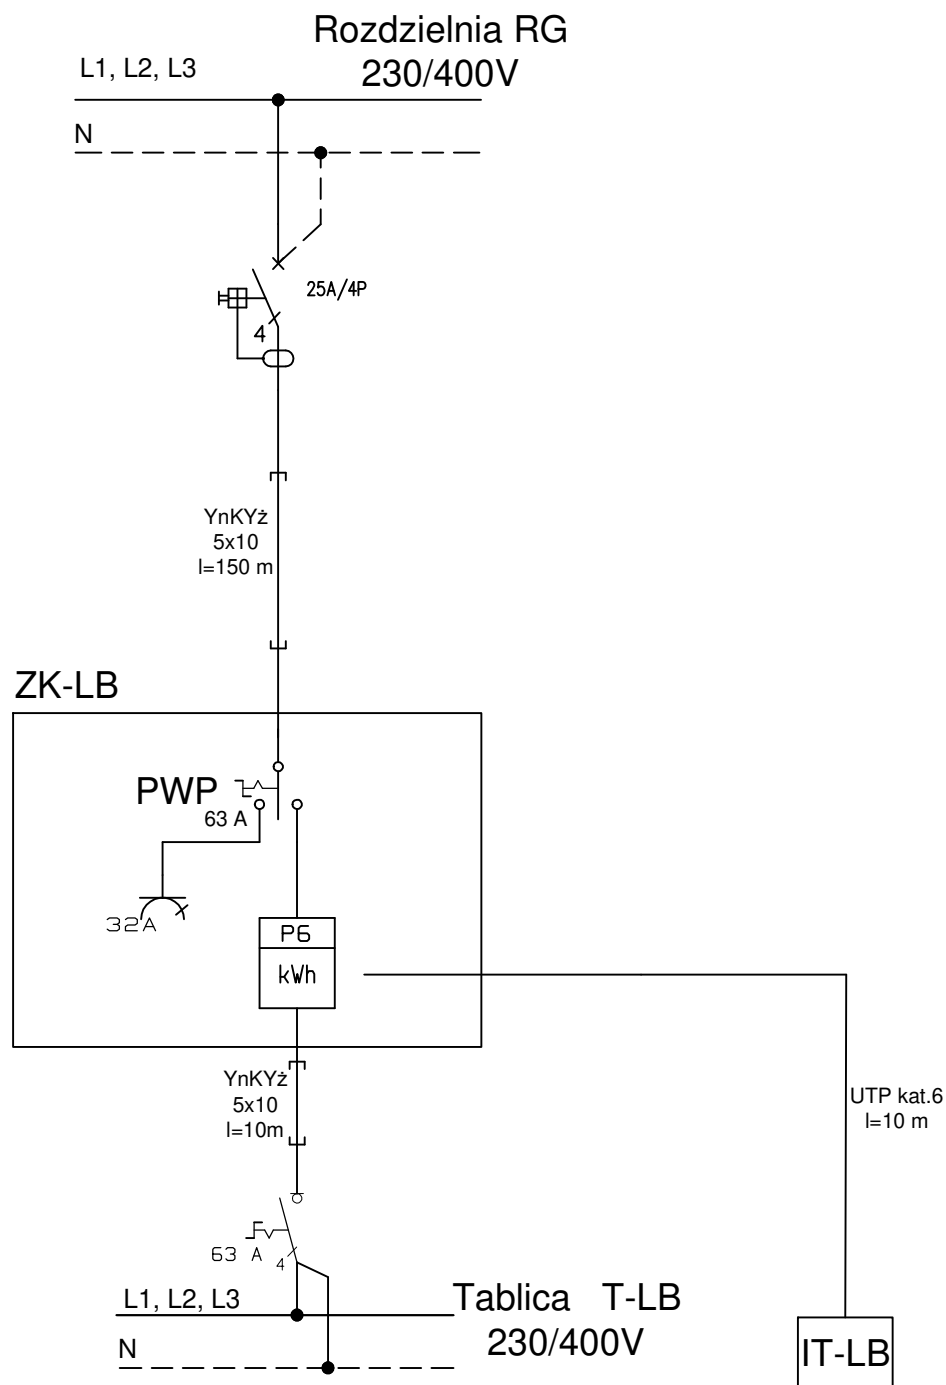 Rozdzielnia RG
230/400V
L1, L2, L3
N
25A/4P
4
YnKYż
5x10
l=150 m
ZK-LB
PWP
63 A
32A
P6
kWh
YnKYż
5x10
l=10m
UTP kat.6
l=10 m
63 A
4
L1, L2, L3
Tablica T-LB
230/400V
N
IT-LB